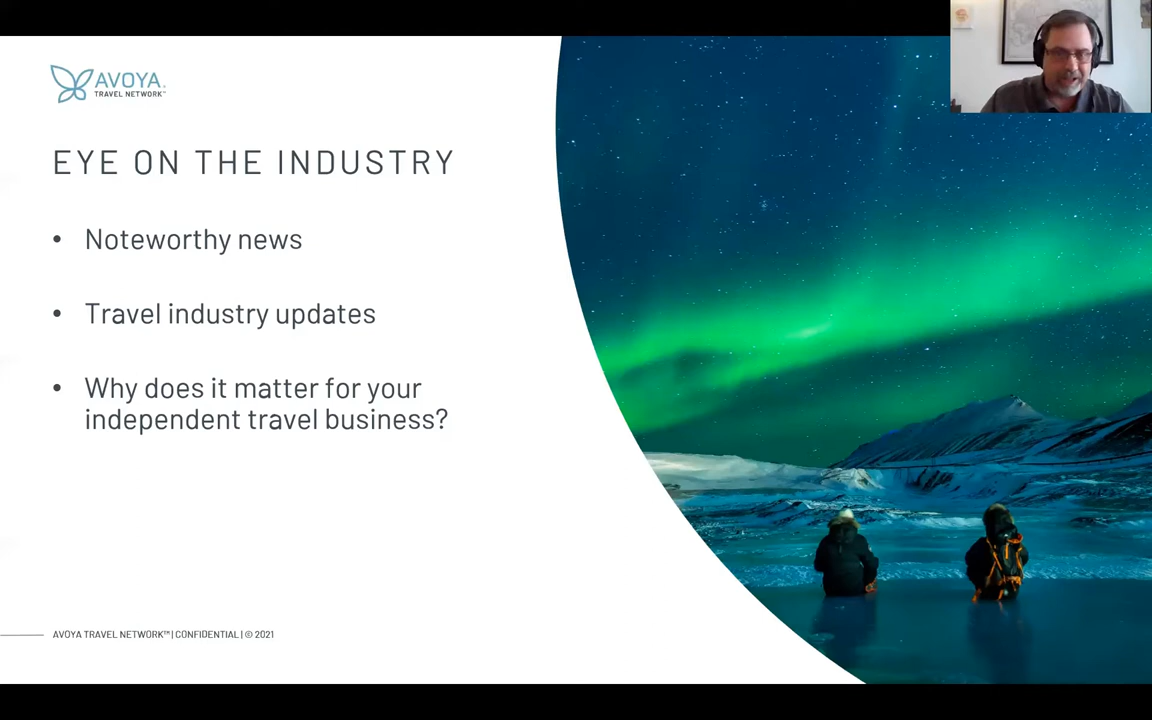 AVOYA
TRAVEL NETWORK™
EYE ON THE INDUSTRY
• Noteworthy news
• Travel industry updates
• Why does it matter for your
independent travel business?
AVOYA TRAVEL NETWORK™ | CONFIDENTIAL | © 2021